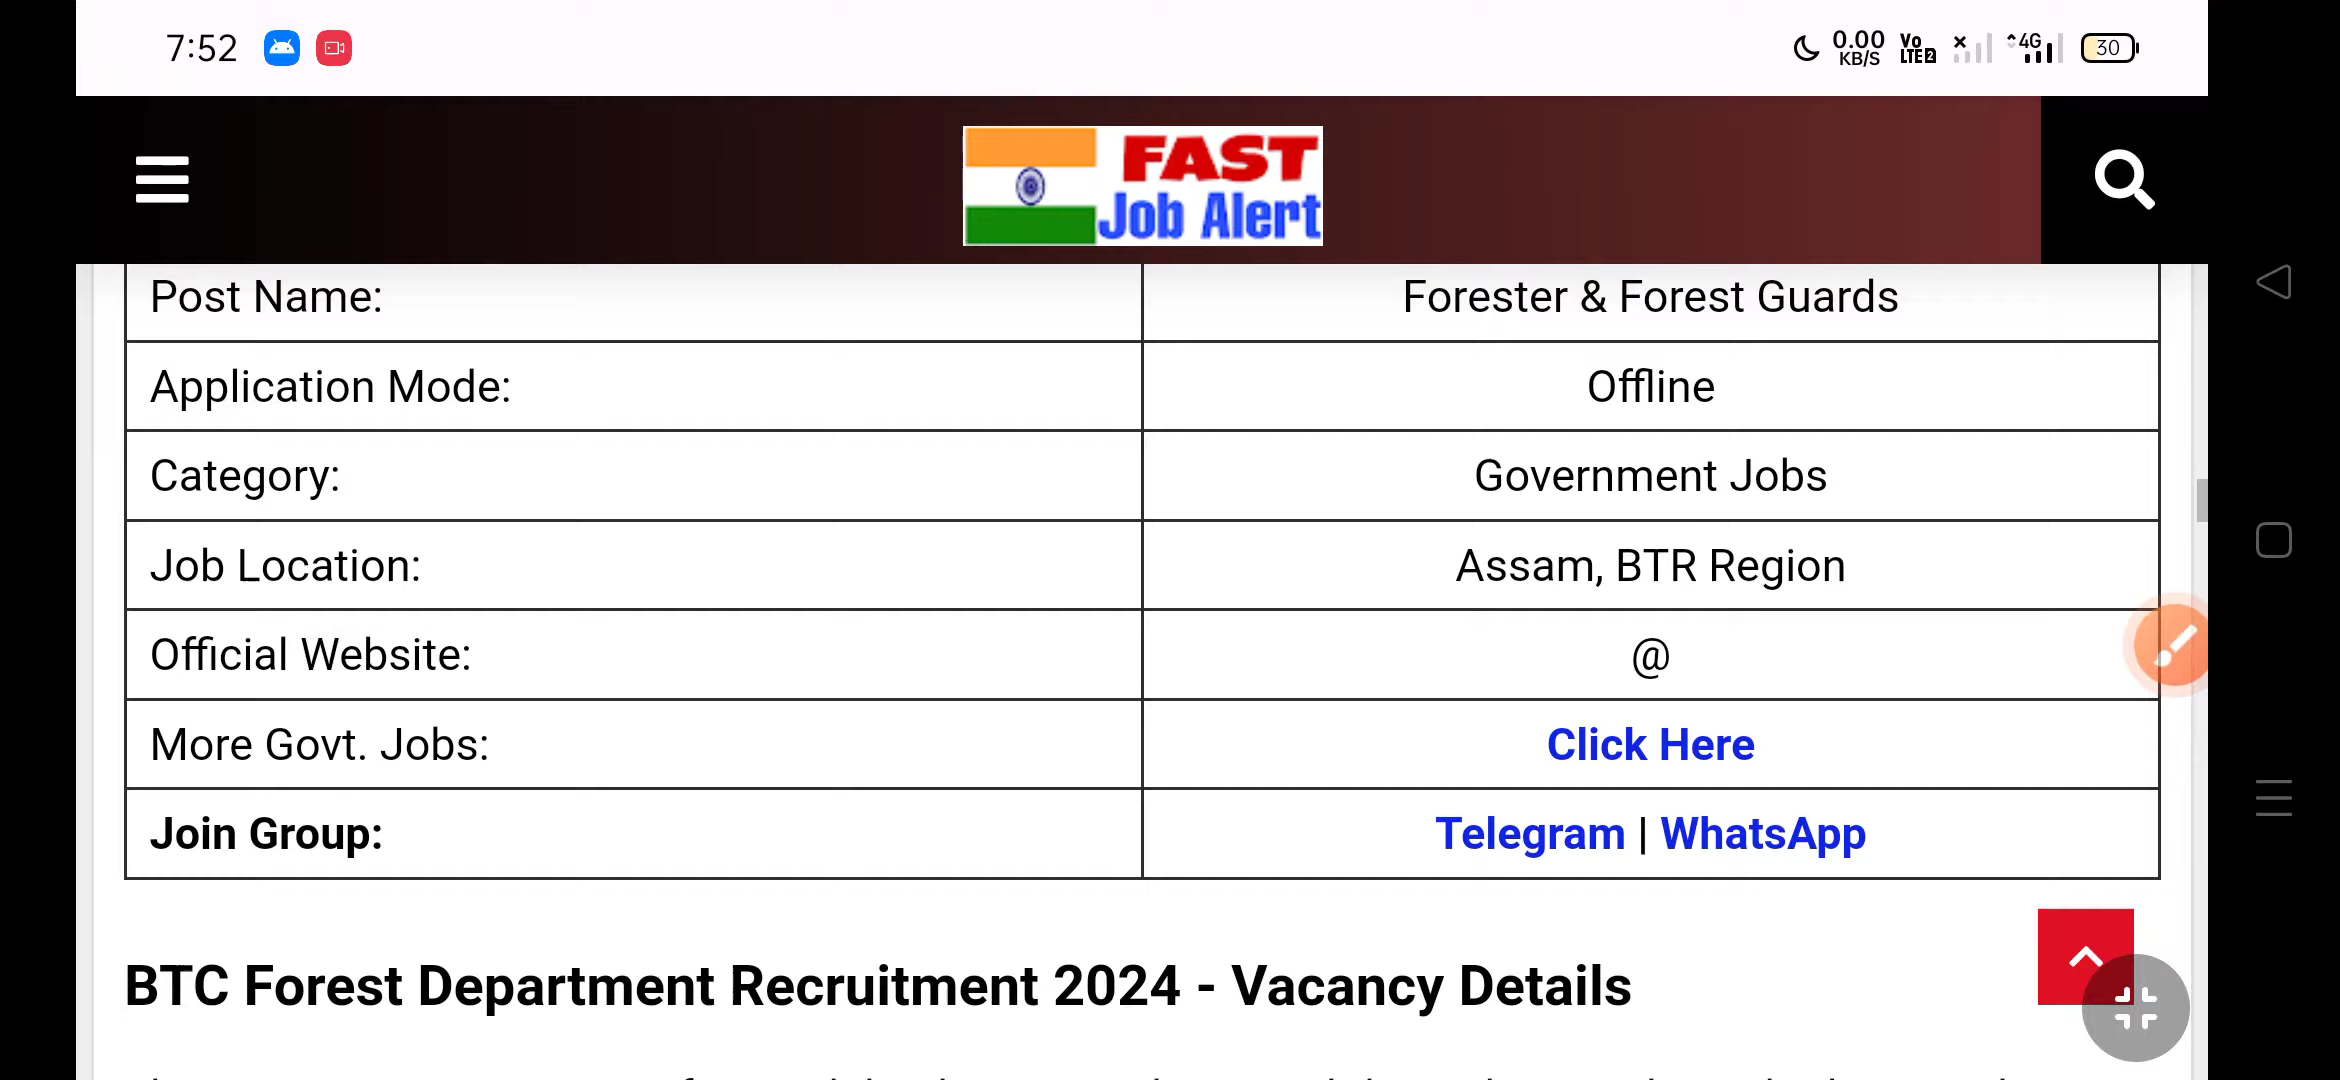 7:52 0.00 KB/S Vo LTE 2 4G 30
FAST
Job Alert
Post Name: Forester & Forest Guards
Application Mode: Offline
Category: Government Jobs
Job Location: Assam, BTR Region
Official Website: @
More Govt. Jobs: Click Here
Join Group: Telegram | WhatsApp
BTC Forest Department Recruitment 2024 - Vacancy Details